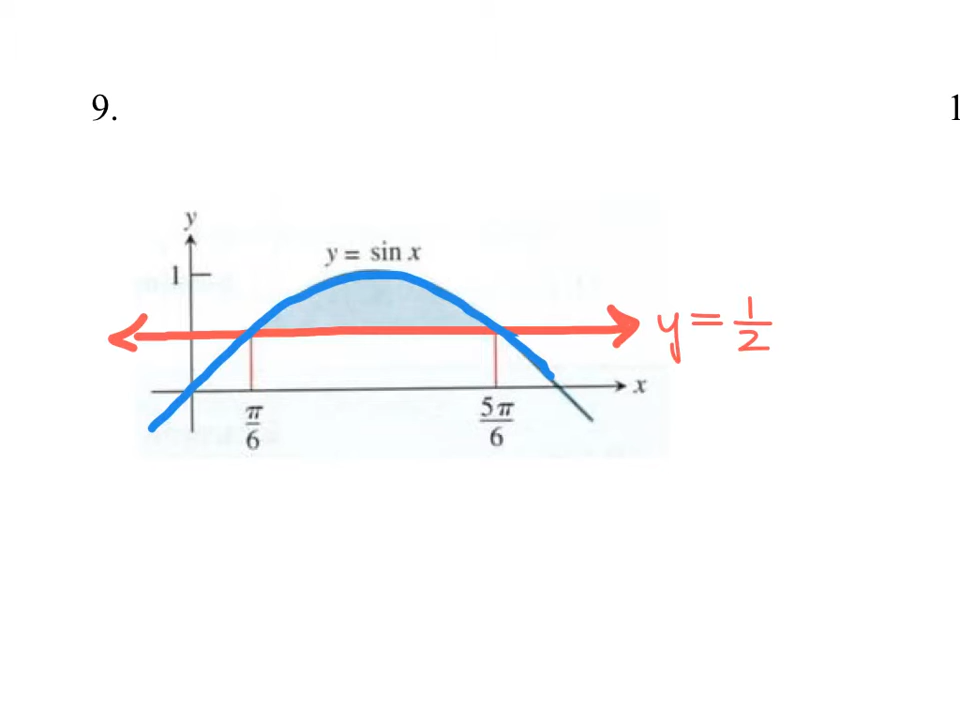 9.
1
y
y = sin x
1
y = 1/2
x
π/6
5π/6